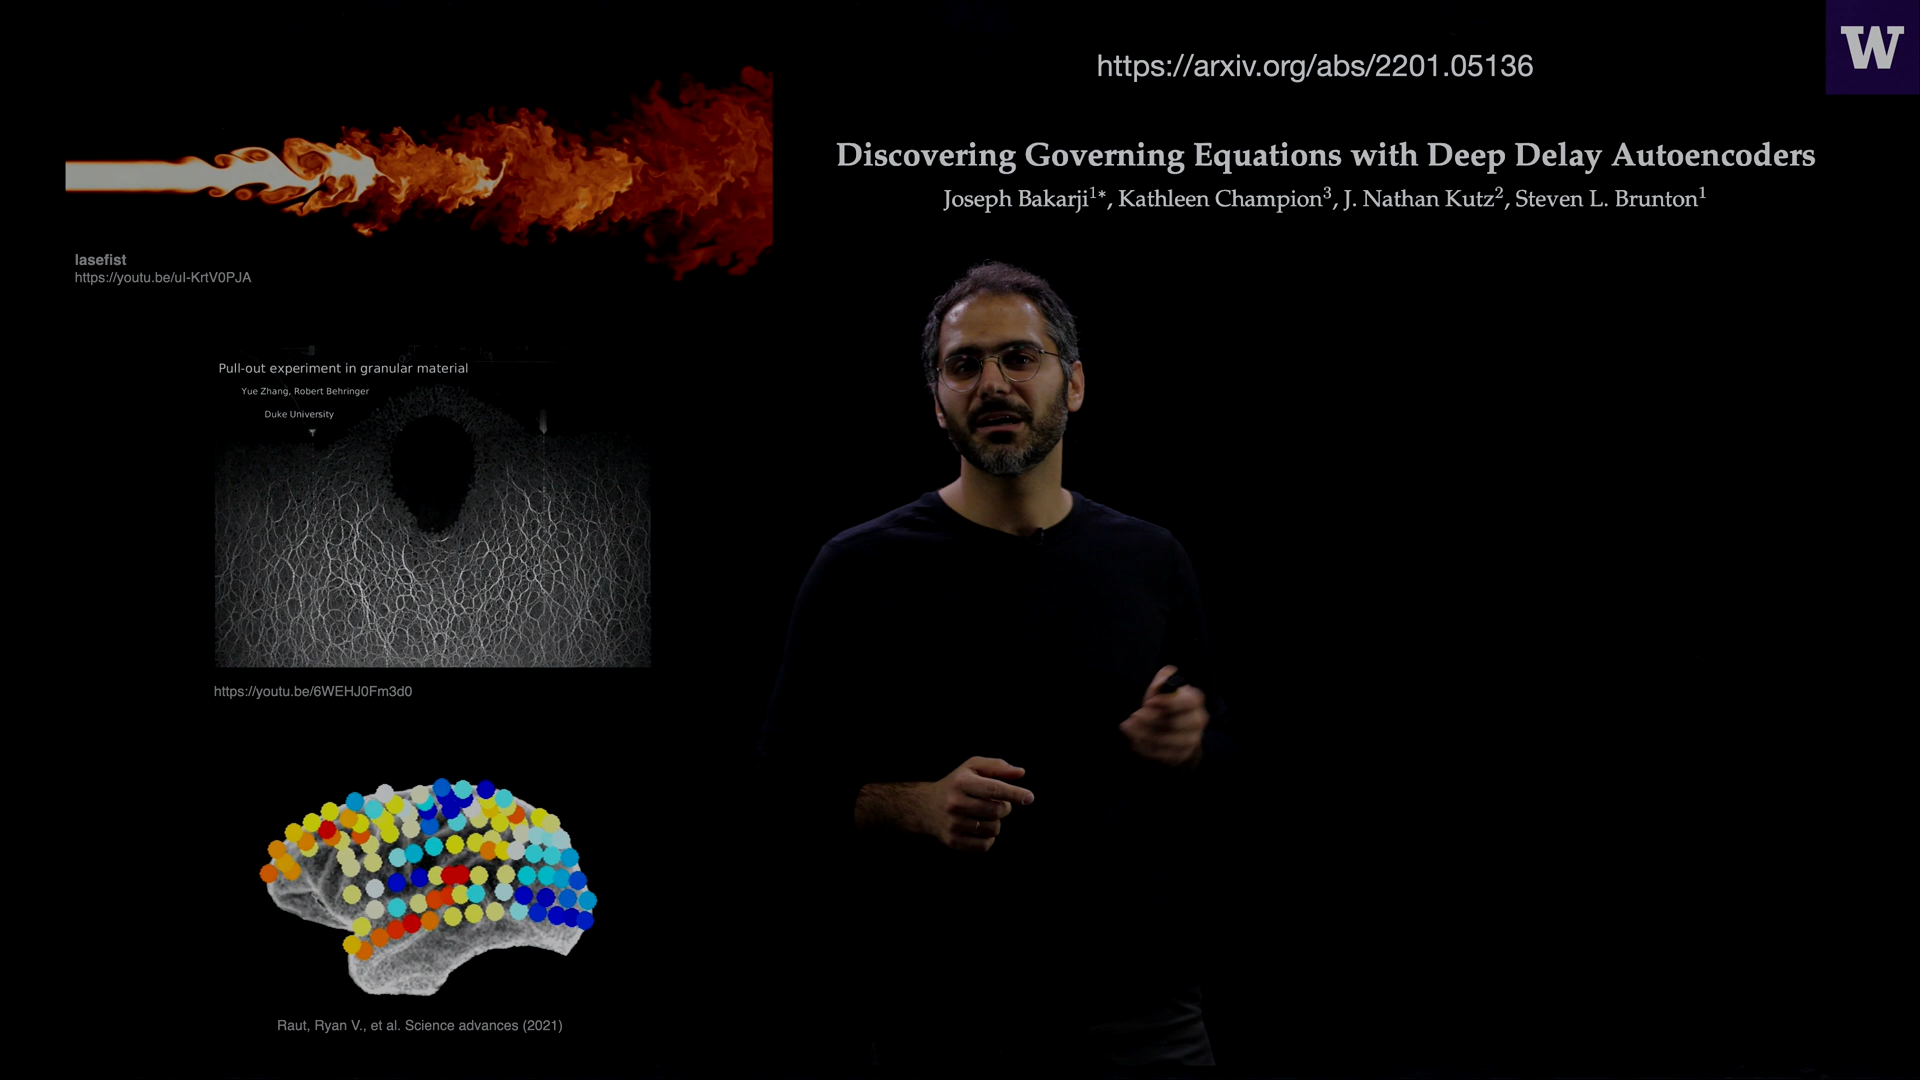 https://arxiv.org/abs/2201.05136
W
Discovering Governing Equations with Deep Delay Autoencoders
Joseph Bakarji1*, Kathleen Champion3, J. Nathan Kutz2, Steven L. Brunton1
lasefist
https://youtu.be/uI-KrtV0PJA
Pull-out experiment in granular material
Yue Zhang, Robert Behringer
Duke University
https://youtu.be/6WEHJ0Fm3d0
Raut, Ryan V., et al. Science advances (2021)